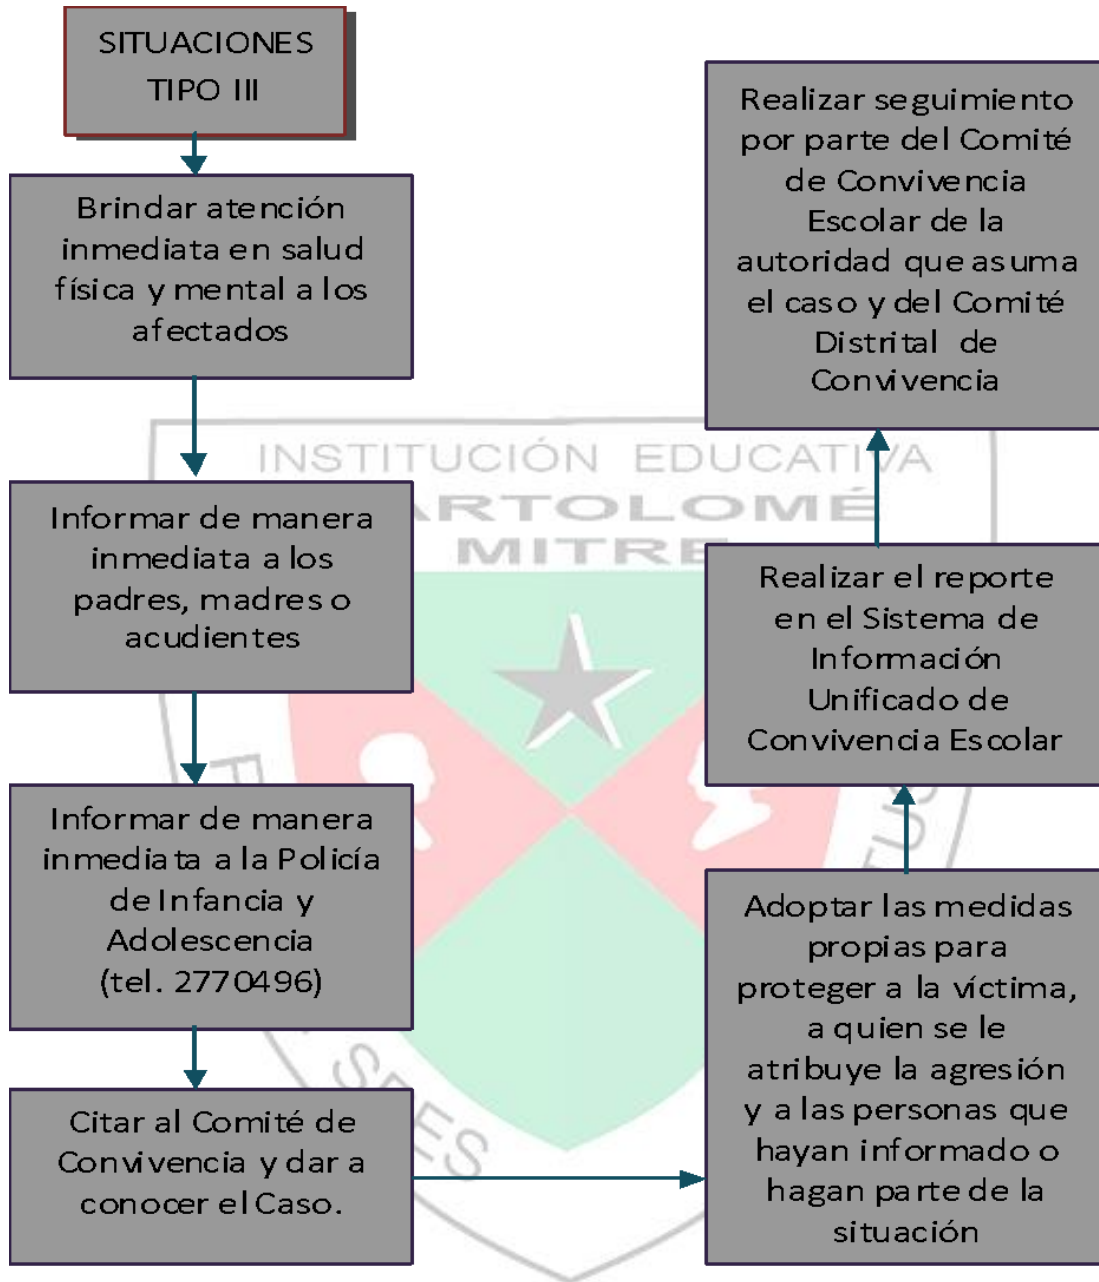 SITUACIONES
TIPO III
Brindar atención
inmediata en salud
física y mental a los
afectados
Informar de manera
inmediata a los
padres, madres o
acudientes
Informar de manera
inmediata a la Policía
de Infancia y
Adolescencia
(tel. 2770496)
Citar al Comité de
Convivencia y dar a
conocer el Caso.
Adoptar las medidas
propias para
proteger a la víctima,
a quien se le
atribuye la agresión
y a las personas que
hayan informado o
hagan parte de la
situación
Realizar el reporte
en el Sistema de
Información
Unificado de
Convivencia Escolar
Realizar seguimiento
por parte del Comité
de Convivencia
Escolar de la
autoridad que asuma
el caso y del Comité
Distrital de
Convivencia
INSTITUCIÓN EDUCATIVA
ARTOLOMÉ
MITRE